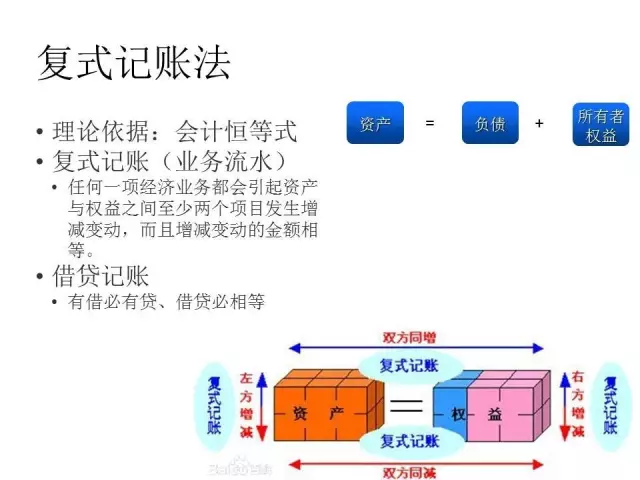 复式记账法
• 理论依据：会计恒等式
• 复式记账（业务流水）
• 任何一项经济业务都会引起资产
与权益之间至少两个项目发生增
减变动，而且增减变动的金额相
等。
• 借贷记账
• 有借必有贷、借贷必相等
资产 = 负债 + 所有者
权益
双方同增
复式记账
复式记账
左方增减
资产 = 权益
右方增减
复式记账
复式记账
双方同减
Baidu百科